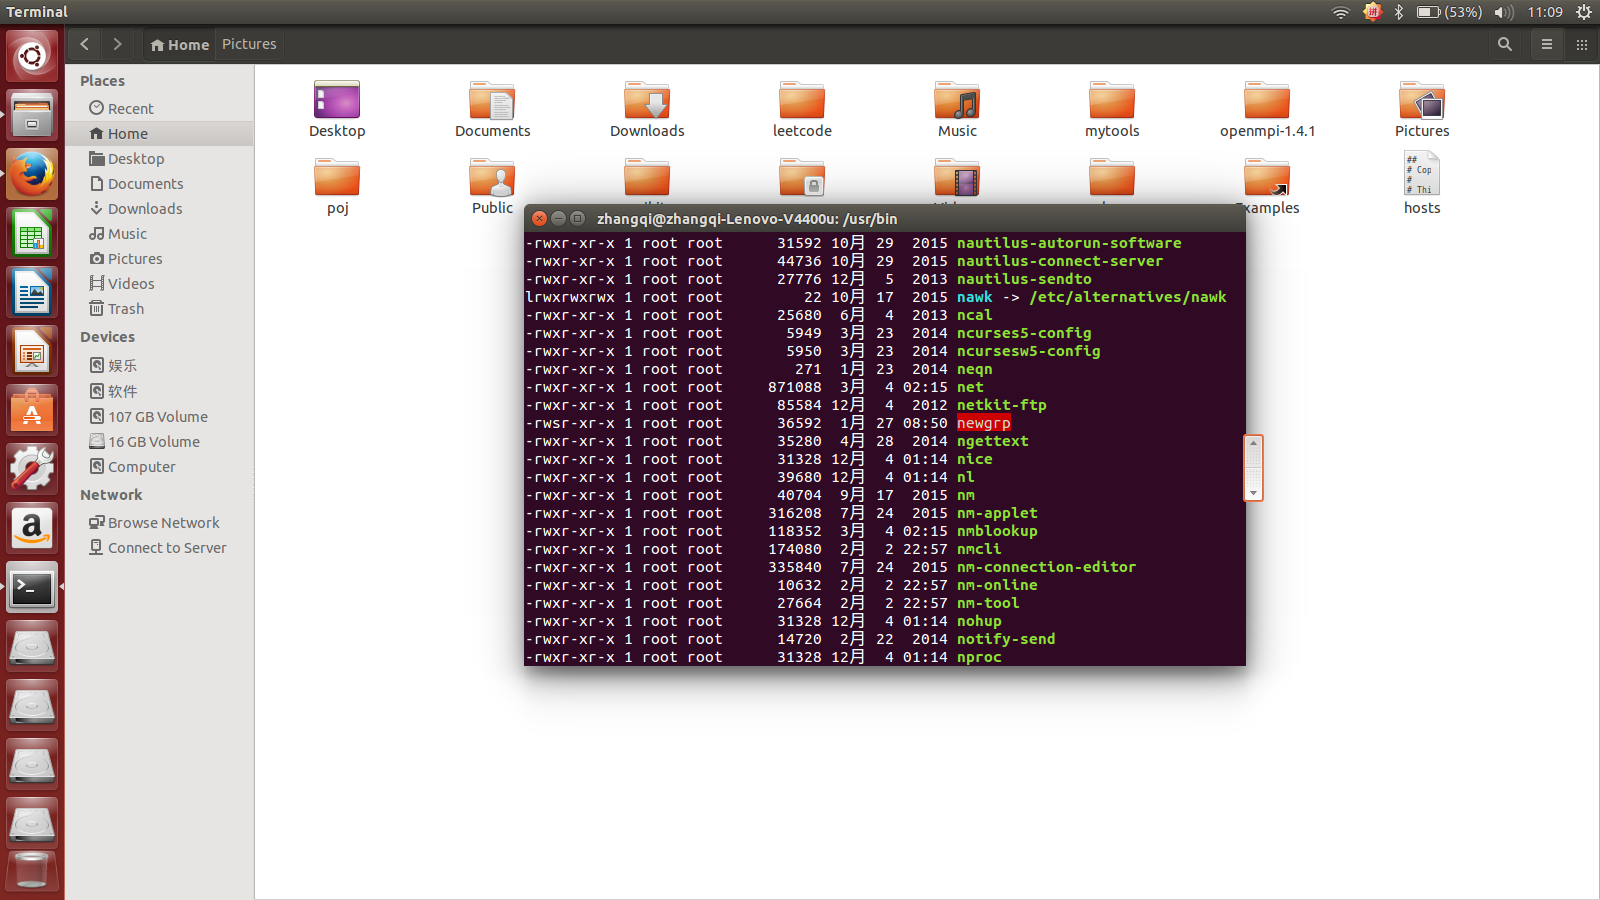 Terminal
(53%)
11:09
Home
Pictures
Places
Recent
Home
Desktop
Documents
Downloads
Music
Pictures
Videos
Trash
Devices
娱乐
软件
107 GB Volume
16 GB Volume
Computer
Network
Browse Network
Connect to Server
Desktop
Documents
Downloads
leetcode
Music
mytools
openmpi-1.4.1
Pictures
poj
Public
Examples
hosts
##
# Cop
#
# Thi
zhangqi@zhangqi-Lenovo-V4400u: /usr/bin
-rwxr-xr-x 1 root root 31592 10月 29 2015 nautilus-autorun-software
-rwxr-xr-x 1 root root 44736 10月 29 2015 nautilus-connect-server
-rwxr-xr-x 1 root root 27776 12月 5 2013 nautilus-sendto
lrwxrwxrwx 1 root root 22 10月 17 2015 nawk -> /etc/alternatives/nawk
-rwxr-xr-x 1 root root 25680 6月 4 2013 ncal
-rwxr-xr-x 1 root root 5949 3月 23 2014 ncurses5-config
-rwxr-xr-x 1 root root 5950 3月 23 2014 ncursesw5-config
-rwxr-xr-x 1 root root 271 1月 23 2014 neqn
-rwxr-xr-x 1 root root 871088 3月 4 02:15 net
-rwxr-xr-x 1 root root 85584 12月 4 2012 netkit-ftp
-rwsr-xr-x 1 root root 36592 1月 27 08:50 newgrp
-rwxr-xr-x 1 root root 35280 4月 28 2014 ngettext
-rwxr-xr-x 1 root root 31328 12月 4 01:14 nice
-rwxr-xr-x 1 root root 39680 12月 4 01:14 nl
-rwxr-xr-x 1 root root 40704 9月 17 2015 nm
-rwxr-xr-x 1 root root 316208 7月 24 2015 nm-applet
-rwxr-xr-x 1 root root 118352 3月 4 02:15 nmblookup
-rwxr-xr-x 1 root root 174080 2月 2 22:57 nmcli
-rwxr-xr-x 1 root root 335840 7月 24 2015 nm-connection-editor
-rwxr-xr-x 1 root root 10632 2月 2 22:57 nm-online
-rwxr-xr-x 1 root root 27664 2月 2 22:57 nm-tool
-rwxr-xr-x 1 root root 31328 12月 4 01:14 nohup
-rwxr-xr-x 1 root root 14720 2月 22 2014 notify-send
-rwxr-xr-x 1 root root 31328 12月 4 01:14 nproc